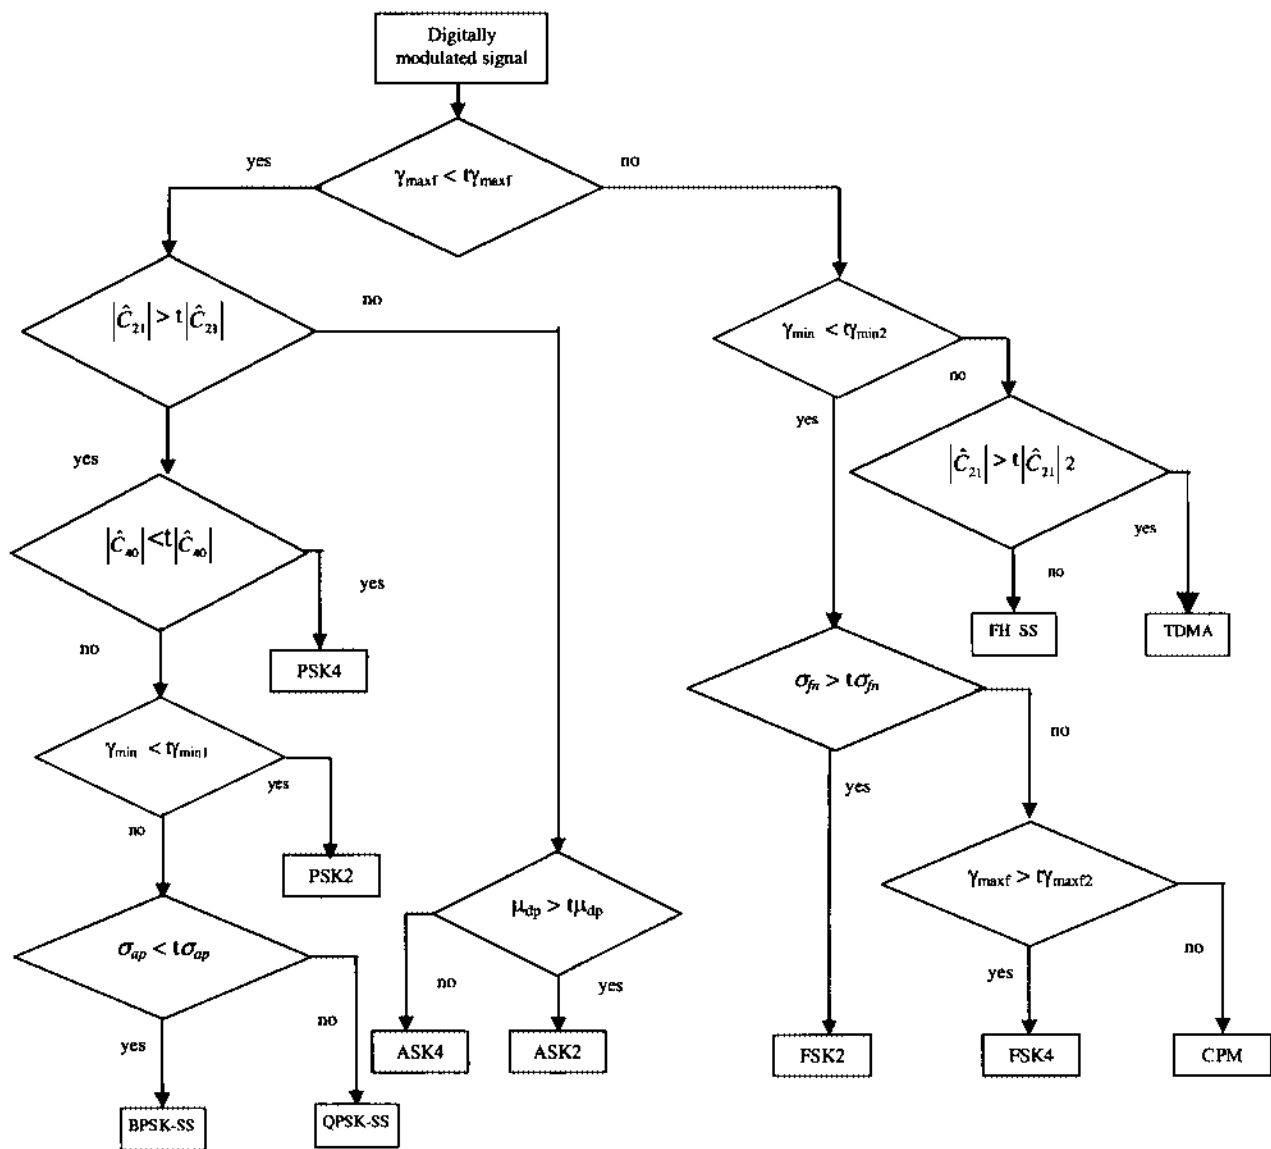 Digitally
modulated signal
yes
no
γmaxf < tγmaxf
no
|Ĉ21| > t |Ĉ21|
γmin < tγmin2
no
yes
|Ĉ21| > t |Ĉ21| 2
yes
|Ĉ40| < t |Ĉ40|
yes
yes
no
FH SS
TDMA
no
PSK4
σfn > tσfn
no
γmin < tγmin1
yes
yes
no
PSK2
γmaxf > tγmaxf2
μdp > tμdp
σap < tσap
no
no
yes
yes
no
yes
ASK4
ASK2
FSK2
FSK4
CPM
BPSK-SS
QPSK-SS